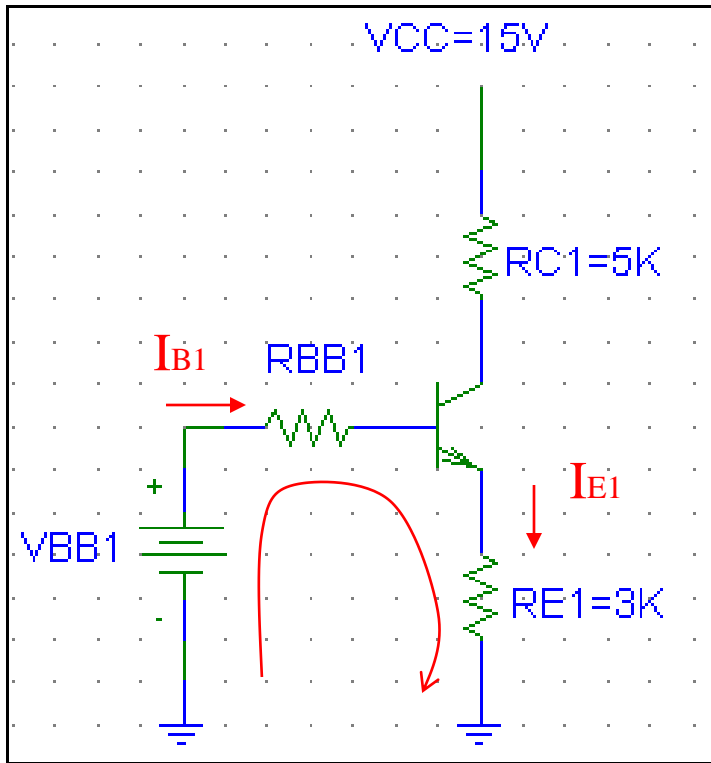 VCC=15V
RC1=5K
IB1
RBB1
IE1
+
VBB1
RE1=3K
-